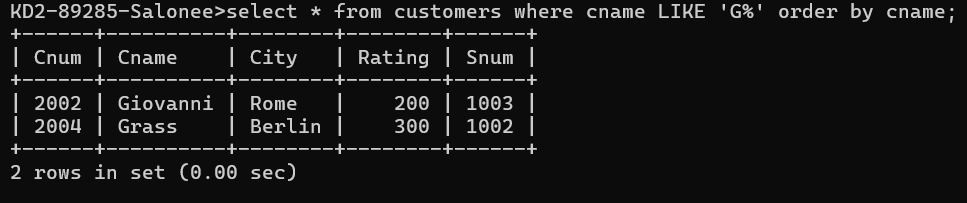 KD2-89285-Salonee>select * from customers where cname LIKE 'G%' order by cname;
+------+----------+--------+--------+------+
| Cnum | Cname    | City   | Rating | Snum |
+------+----------+--------+--------+------+
| 2002 | Giovanni | Rome   |    200 | 1003 |
| 2004 | Grass    | Berlin |    300 | 1002 |
+------+----------+--------+--------+------+
2 rows in set (0.00 sec)